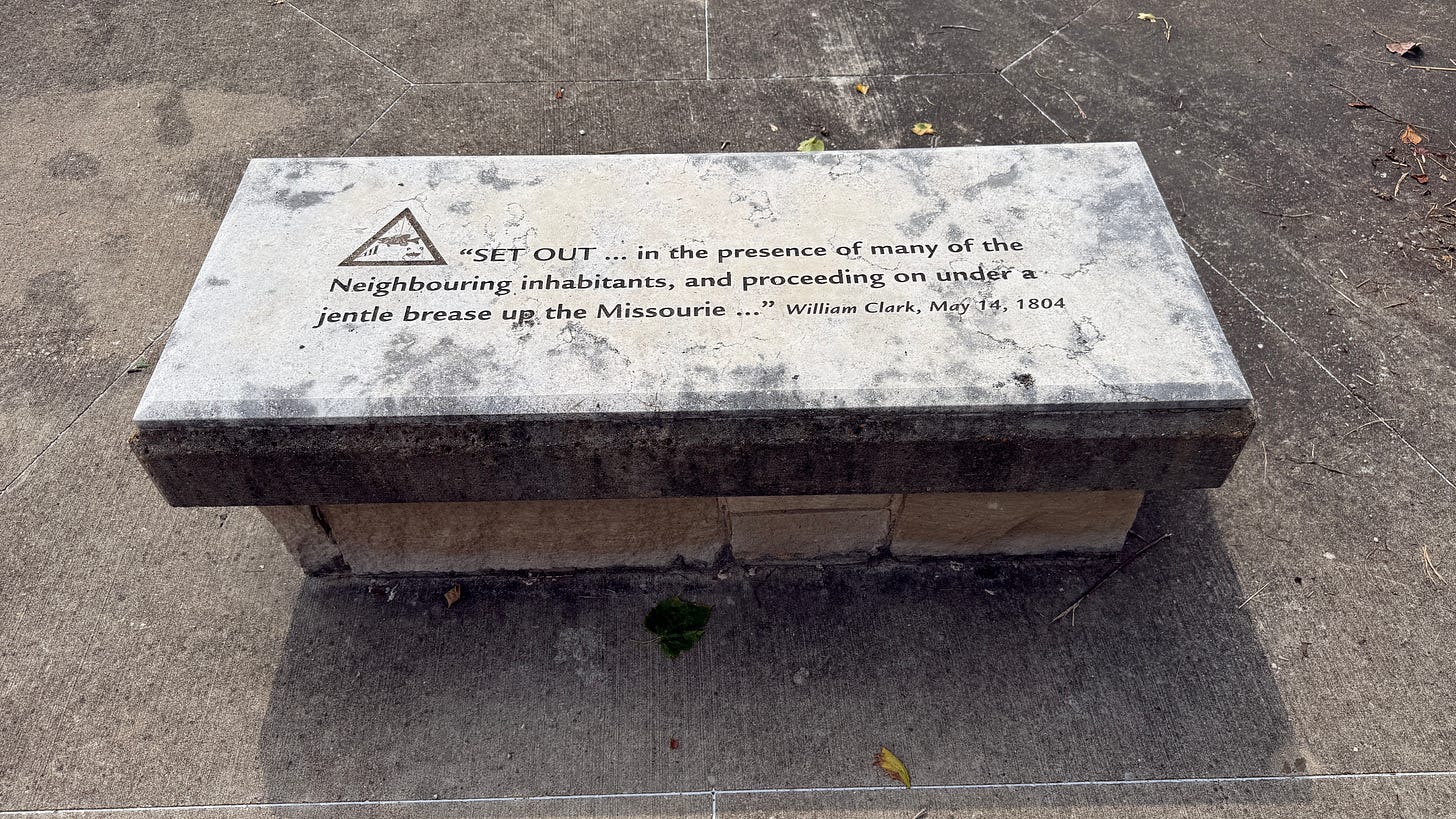 “SET OUT ... in the presence of many of the
Neighbouring inhabitants, and proceeding on under a
jentle brease up the Missourie ...” William Clark, May 14, 1804